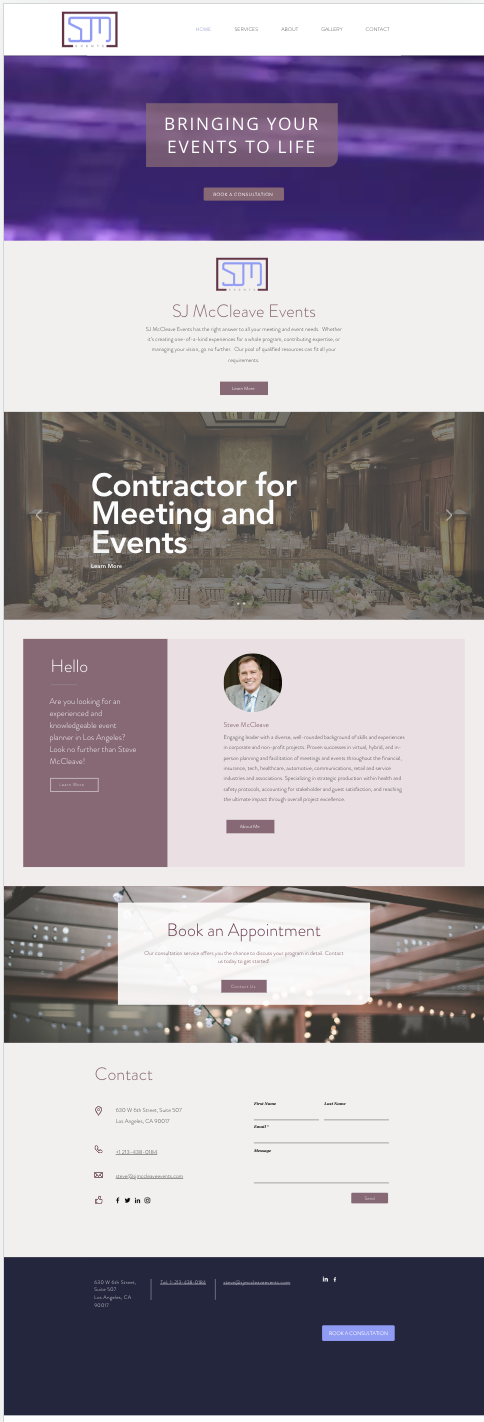 SJM
EVENTS
HOME SERVICES ABOUT GALLERY CONTACT
BRINGING YOUR
EVENTS TO LIFE
BOOK A CONSULTATION
SJM
EVENTS
SJ McCleave Events
SJ McCleave Events has the right answer to all your meeting and event needs. Whether
it's creating one-of-a-kind experiences for a whole program, contributing expertise, or
managing your vision, go no further. Our pool of qualified resources can fit all your
requirements.
Learn More
Contractor for
Meeting and
Events
Learn More
Hello
Are you looking for an
experienced and
knowledgeable event
planner in Los Angeles?
Look no further than Steve
McCleave!
Learn More
Steve McCleave
Engaging leader with a diverse, well-rounded background of skills and experiences
in corporate and non-profit projects. Proven successes in virtual, hybrid, and in-
person planning and facilitation of meetings and events throughout the financial,
insurance, tech, healthcare, automotive, communications, retail and service
industries and associations. Specializing in strategic production within health and
safety protocols, accounting for stakeholder and guest satisfaction, and reaching
the ultimate impact through overall project excellence.
About Me
Book an Appointment
Our consultation service offers you the chance to discuss your program in detail. Contact
us today to get started!
Contact Us
Contact
630 W 6th Street, Suite 507
Los Angeles, CA 90017
+1 213-438-0184
steve@sjmccleaveevents.com
First Name Last Name
Email *
Message
Send
630 W 6th Street,
Suite 507
Los Angeles, CA
90017
Tel: 1-213-438-0184
steve@sjmccleaveevents.com
BOOK A CONSULTATION